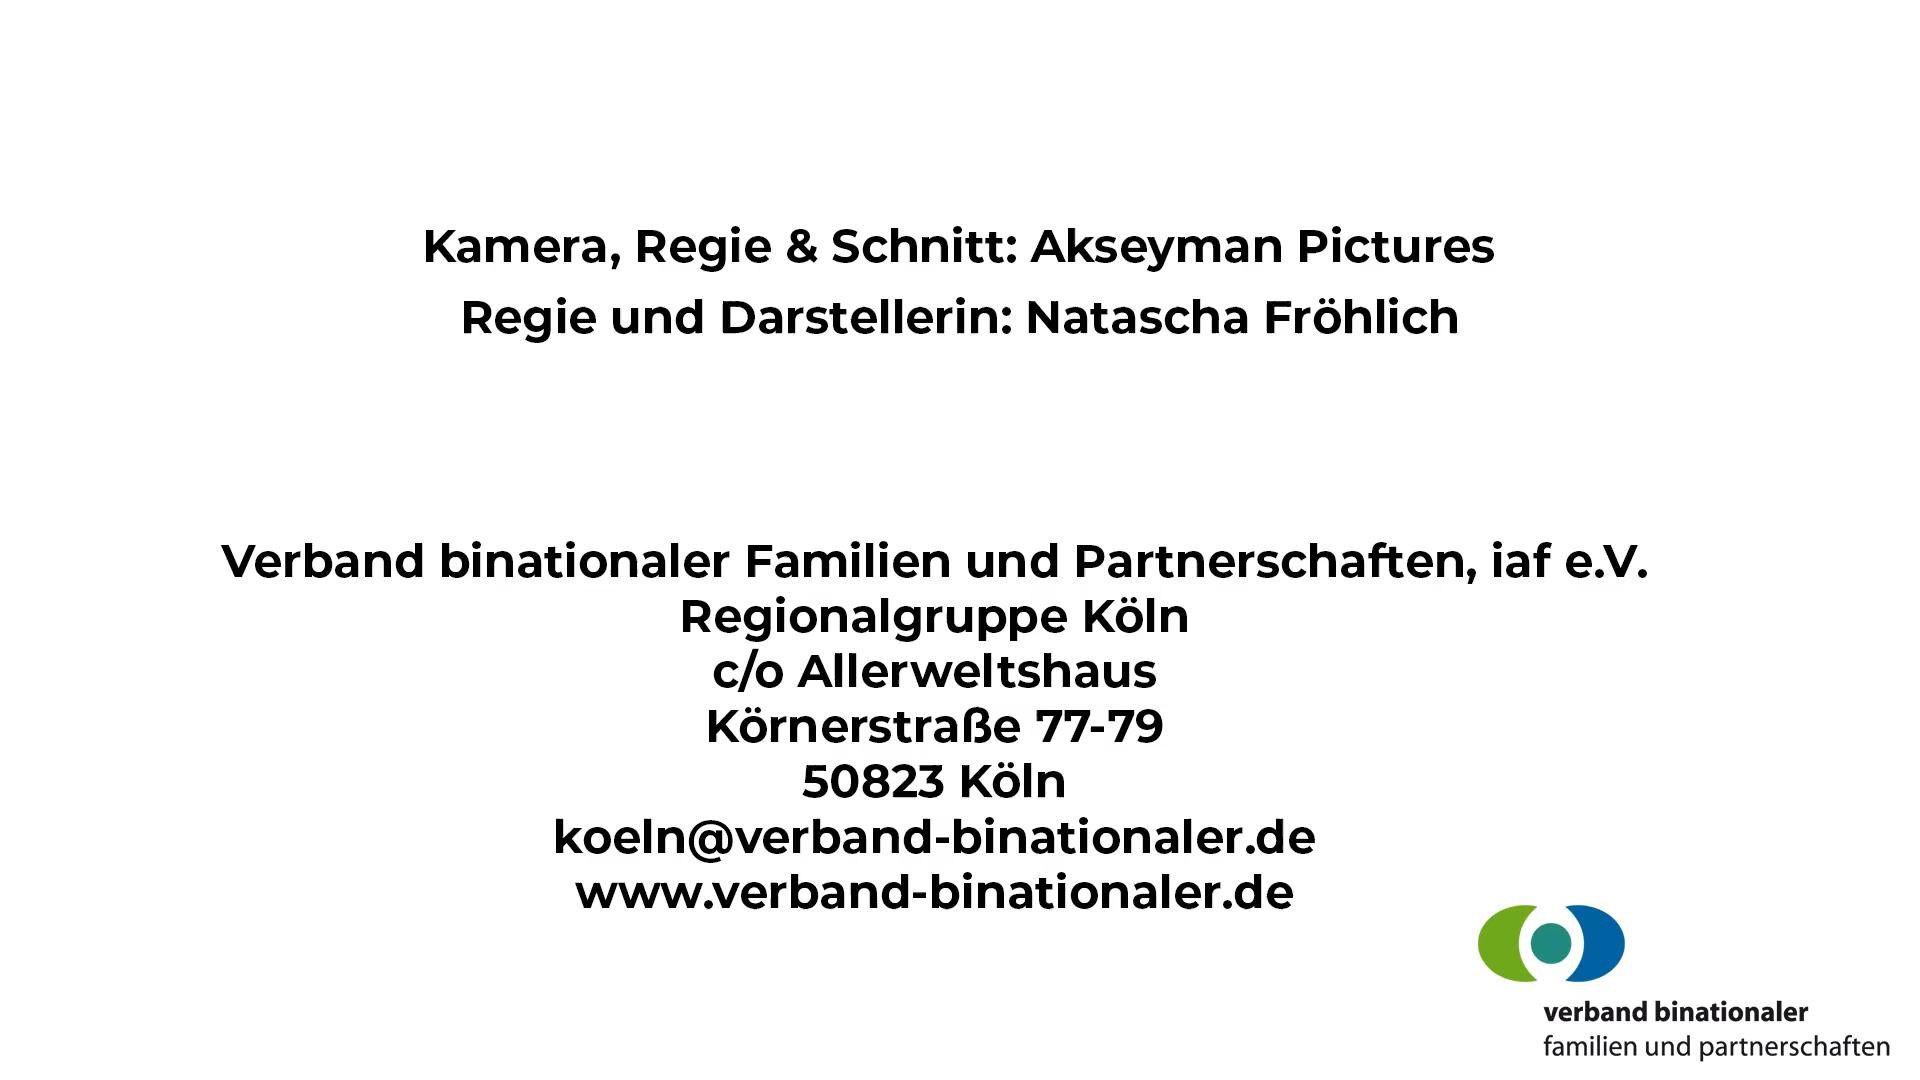 Kamera, Regie & Schnitt: Akseyman Pictures
Regie und Darstellerin: Natascha Fröhlich
Verband binationaler Familien und Partnerschaften, iaf e.V.
Regionalgruppe Köln
c/o Allerweltshaus
Körnerstraße 77-79
50823 Köln
koeln@verband-binationaler.de
www.verband-binationaler.de
verband binationaler
familien und partnerschaften